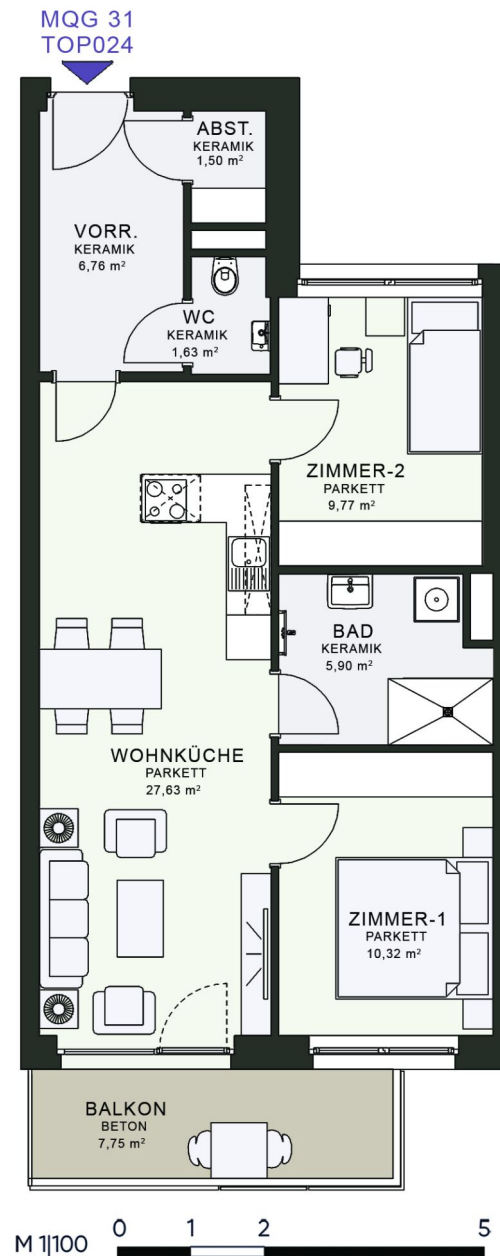 MQG 31
TOP024
ABST.
KERAMIK
1,50 m²
VORR.
KERAMIK
6,76 m²
WC
KERAMIK
1,63 m²
ZIMMER-2
PARKETT
9,77 m²
BAD
KERAMIK
5,90 m²
WOHNKÜCHE
PARKETT
27,63 m²
ZIMMER-1
PARKETT
10,32 m²
BALKON
BETON
7,75 m²
M 1|100 0 1 2 5